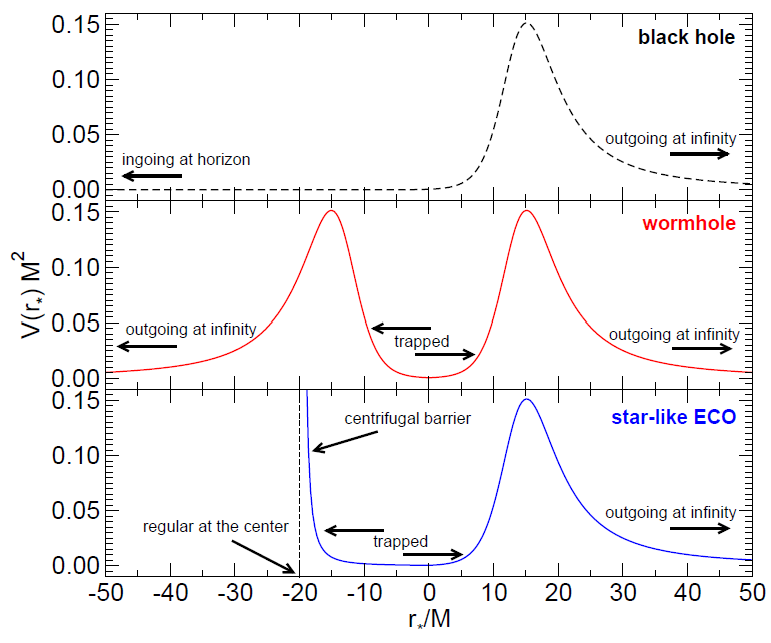 0.15
black hole
0.10
outgoing at infinity
0.05
ingoing at horizon
0.00
0.15
wormhole
0.10
V(r*) M²
0.05
outgoing at infinity
trapped
outgoing at infinity
0.00
0.15
centrifugal barrier
star-like ECO
0.10
outgoing at infinity
0.05
regular at the center
trapped
0.00
-50 -40 -30 -20 -10 0 10 20 30 40 50
r*/M